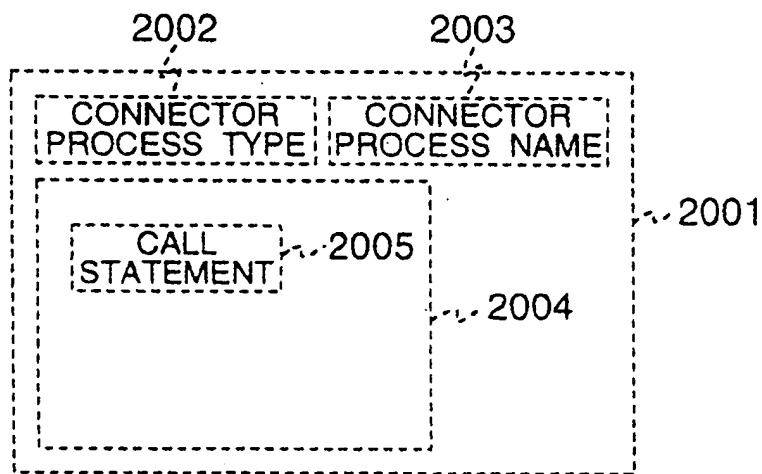 2002
2003
CONNECTOR
PROCESS TYPE
CONNECTOR
PROCESS NAME
2001
CALL
STATEMENT
2005
2004